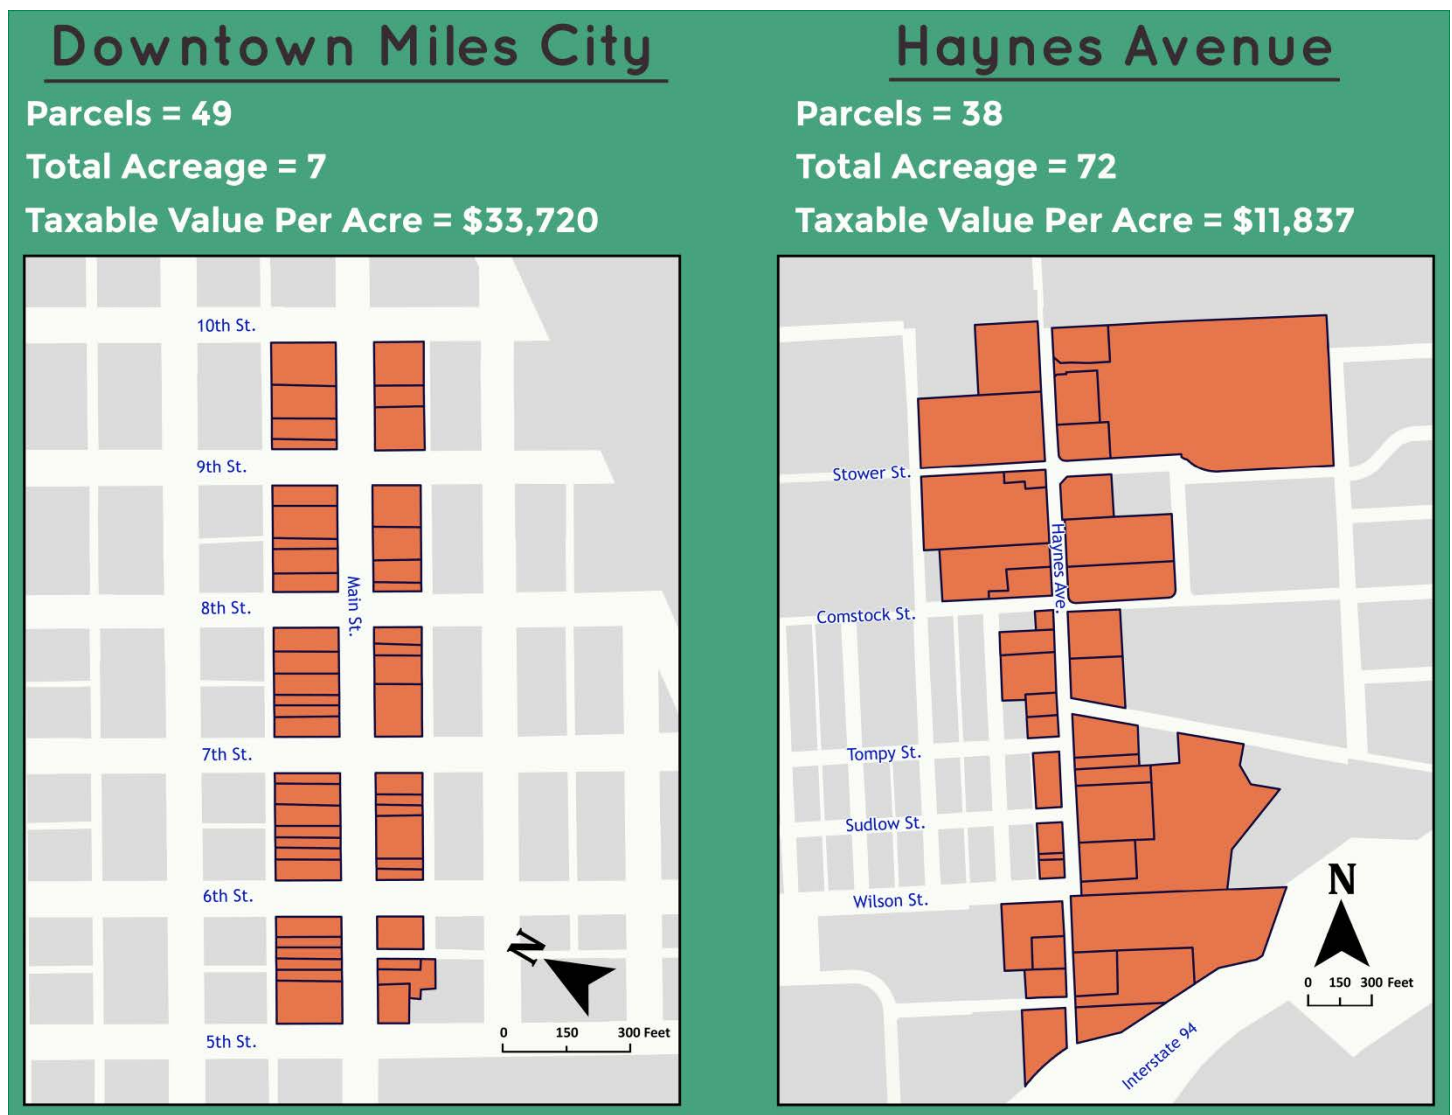 Downtown Miles City
Parcels = 49
Total Acreage = 7
Taxable Value Per Acre = $33,720
10th St.
9th St.
Main St.
8th St.
7th St.
6th St.
N
5th St.
0 150 300 Feet
Haynes Avenue
Parcels = 38
Total Acreage = 72
Taxable Value Per Acre = $11,837
Stower St.
Haynes Ave.
Comstock St.
Tompy St.
Sudlow St.
Wilson St.
N
0 150 300 Feet
Interstate 94